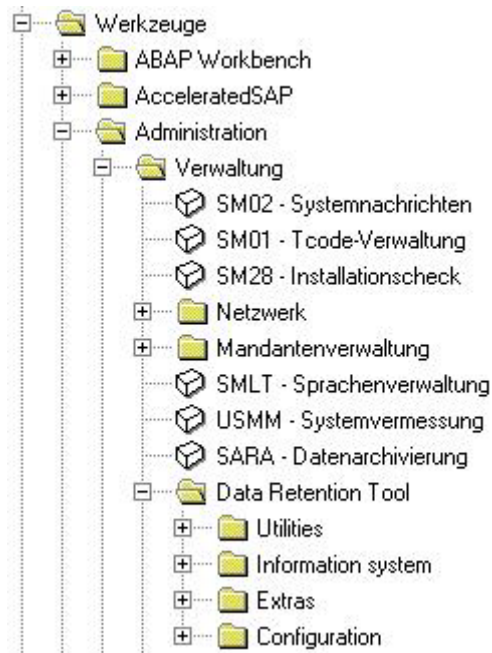 Werkzeuge
ABAP Workbench
AcceleratedSAP
Administration
Verwaltung
SM02 - Systemnachrichten
SM01 - Tcode-Verwaltung
SM28 - Installationscheck
Netzwerk
Mandantenverwaltung
SMLT - Sprachenverwaltung
USMM - Systemvermessung
SARA - Datenarchivierung
Data Retention Tool
Utilities
Information system
Extras
Configuration